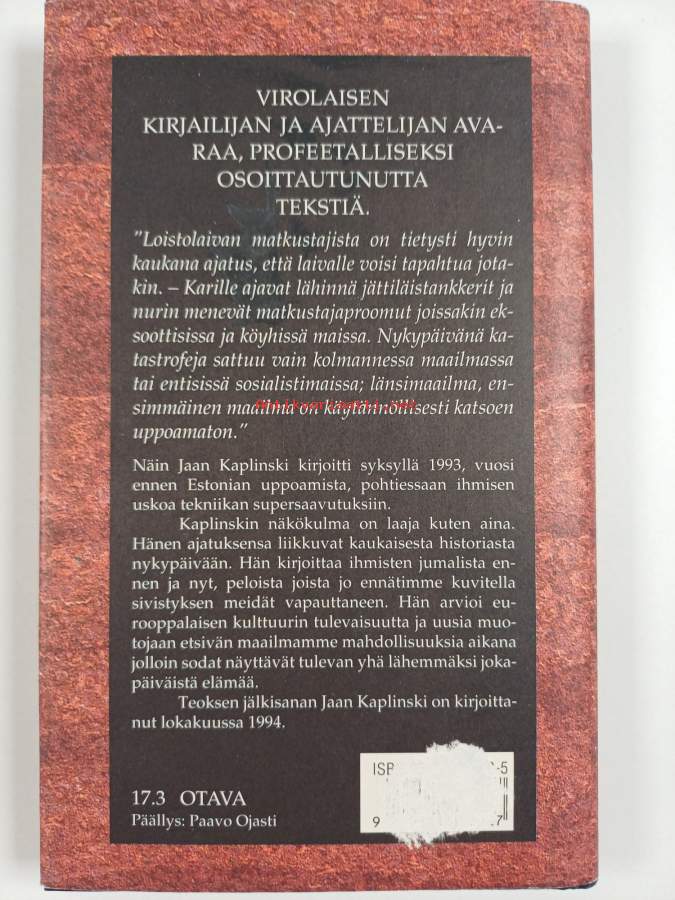 VIROLAISEN
KIRJAILIJAN JA AJATTELIJAN AVA-
RAA, PROFEETALLISEKSI
OSOITTAUTUNUTTA
TEKSTIÄ.
"Loistolaivan matkustajista on tietysti hyvin
kaukana ajatus, että laivalle voisi tapahtua jota-
kin. – Karille ajavat lähinnä jättiläistankkerit ja
nurin menevät matkustajaproomut joissakin ek-
soottisissa ja köyhissä maissa. Nykypäivänä ka-
tastrofeja sattuu vain kolmannessa maailmassa
tai entisissä sosialistimaissa; länsimaailma, en-
simmäinen maailma on käytännöllisesti katsoen
uppoamaton."
Näin Jaan Kaplinski kirjoitti syksyllä 1993, vuosi
ennen Estonian uppoamista, pohtiessaan ihmisen
uskoa tekniikan supersaavutuksiin.
Kaplinskin näkökulma on laaja kuten aina.
Hänen ajatuksensa liikkuvat kaukaisesta historiasta
nykypäivään. Hän kirjoittaa ihmisten jumalista en-
nen ja nyt, peloista joista jo ennätimme kuvitella
sivistyksen meidät vapauttaneen. Hän arvioi eu-
rooppalaisen kulttuurin tulevaisuutta ja uusia muo-
tojaan etsivän maailmamme mahdollisuuksia aikana
jolloin sodat näyttävät tulevan yhä lähemmäksi joka-
päiväistä elämää.
Teoksen jälkisanan Jaan Kaplinski on kirjoitta-
nut lokakuussa 1994.
17.3 OTAVA
Päällys: Paavo Ojasti
ISB -5
9 7